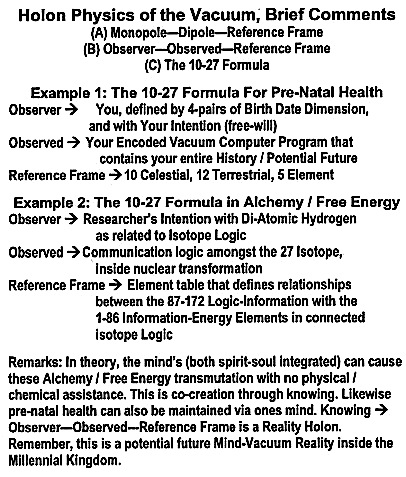 Holon Physics of the Vacuum, Brief Comments
(A) Monopole—Dipole—Reference Frame
(B) Observer—Observed—Reference Frame
(C) The 10-27 Formula
Example 1: The 10-27 Formula For Pre-Natal Health
Observer → You, defined by 4-pairs of Birth Date Dimension,
and with Your Intention (free-will)
Observed → Your Encoded Vacuum Computer Program that
contains your entire History / Potential Future
Reference Frame → 10 Celestial, 12 Terrestrial, 5 Element
Example 2: The 10-27 Formula in Alchemy / Free Energy
Observer → Researcher's Intention with Di-Atomic Hydrogen
as related to Isotope Logic
Observed → Communication logic amongst the 27 Isotope,
inside nuclear transformation
Reference Frame → Element table that defines relationships
between the 87-172 Logic-Information with the
1-86 Information-Energy Elements in connected
isotope Logic
Remarks: In theory, the mind's (both spirit-soul integrated) can cause
these Alchemy / Free Energy transmutation with no physical /
chemical assistance. This is co-creation through knowing. Likewise
pre-natal health can also be maintained via ones mind. Knowing →
Observer—Observed—Reference Frame is a Reality Holon.
Remember, this is a potential future Mind-Vacuum Reality inside the
Millennial Kingdom.